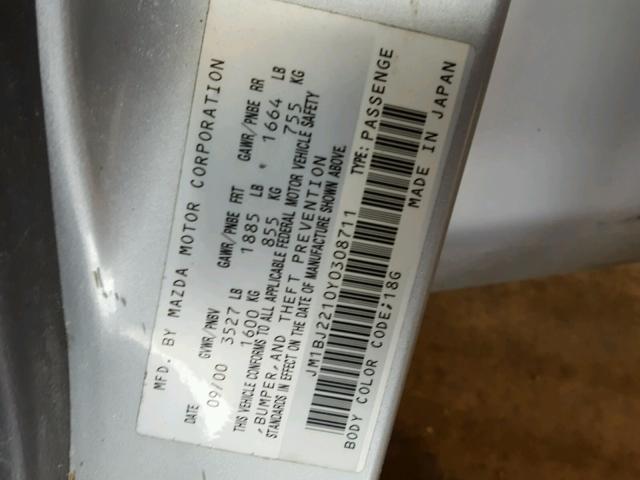 MFD. BY MAZDA MOTOR CORPORATION
DATE GVWR/PNBV GAWR/PNBE FRT GAWR/PNBE RR
09/00 3527 LB 1885 LB 1664 LB
1600 KG 855 KG 755 KG
THIS VEHICLE CONFORMS TO ALL APPLICABLE FEDERAL MOTOR VEHICLE SAFETY
,BUMPER,AND THEFT PREVENTION
STANDARDS IN EFFECT ON THE DATE OF MANUFACTURE SHOWN ABOVE
JM1BJ2210Y0308711 TYPE: PASSENGE
BODY COLOR CODE;18G MADE IN JAPAN